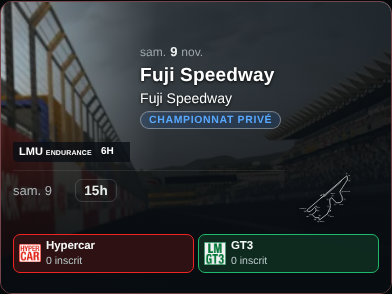 sam. 9 nov.
Fuji Speedway
Fuji Speedway
CHAMPIONNAT PRIVÉ
LMU ENDURANCE 6H
sam. 9 15h
HYPER CAR Hypercar
0 inscrit
LM GT3 GT3
0 inscrit